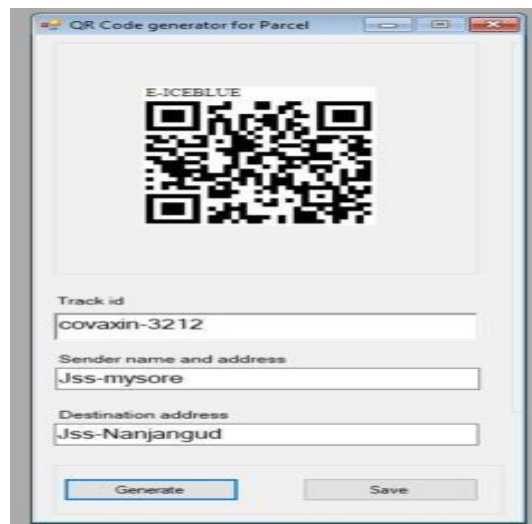 QR Code generator for Parcel
E-ICEBLUE
Track id
covaxin-3212
Sender name and address
Jss-mysore
Destination address
Jss-Nanjangud
Generate Save